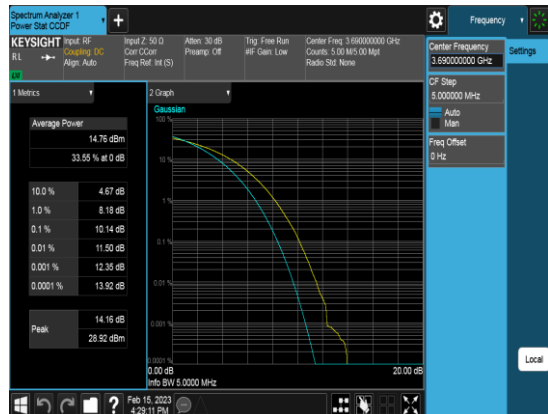 Spectrum Analyzer 1
Power Stat CCDF
+
Frequency
KEYSIGHT
RL
Input: RF
Coupling: DC
Align: Auto
Input Z: 50 Ω
Corr CCorr
Freq Ref: Int (S)
Atten: 30 dB
Preamp: Off
Trig: Free Run
#IF Gain: Low
Center Freq: 3.690000000 GHz
Counts: 5.00 M/5.00 Mpt
Radio Std: None
1 Metrics
Average Power
14.76 dBm
33.55 % at 0 dB
10.0 % 4.67 dB
1.0 % 8.18 dB
0.1 % 10.14 dB
0.01 % 11.50 dB
0.001 % 12.35 dB
0.0001 % 13.92 dB
Peak
14.16 dB
28.92 dBm
2 Graph
Gaussian
100 %
10 %
1 %
0.1 %
0.01 %
0.001 %
0.0001 %
0.00 dB
20.00 dB
Info BW 5.0000 MHz
Center Frequency
3.690000000 GHz
CF Step
5.000000 MHz
Auto
Man
Freq Offset
0 Hz
Settings
Local
?
Feb 15, 2023
4:29:11 PM